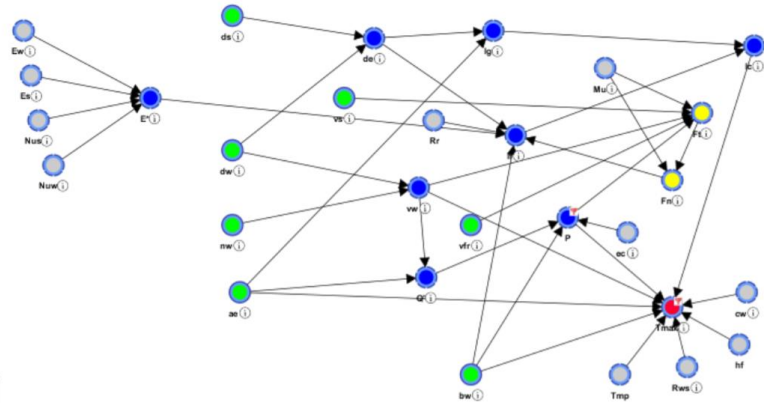 ds i
Ew i
de i
lg i
lc i
Es i
Mu i
E* i
vs i
Rr
Ft i
Nus i
Nuw i
dw i
Fn i
vw i
nw i
vfr i
P
ec i
Q i
ae i
Tmax i
cw i
hf
bw i
Tmp
Rws i